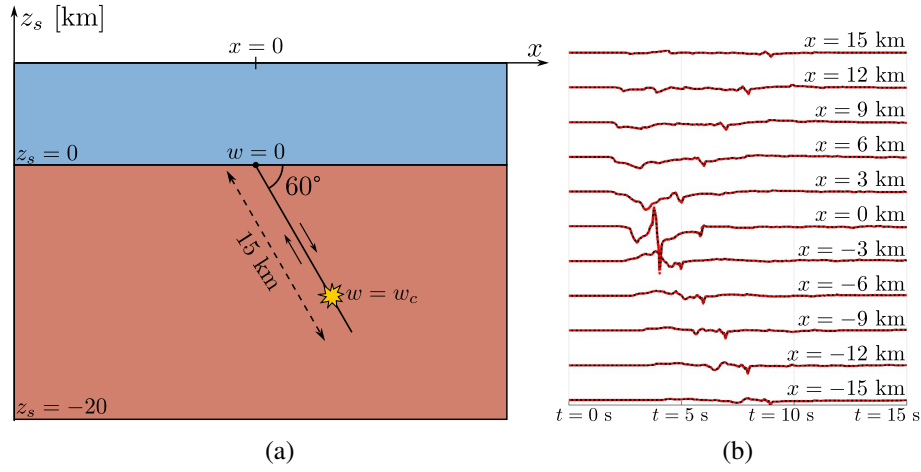 z_s [km]
x = 0
x
z_s = 0
w = 0
60°
15 km
w = w_c
z_s = −20
(a)
x = 15 km
x = 12 km
x = 9 km
x = 6 km
x = 3 km
x = 0 km
x = −3 km
x = −6 km
x = −9 km
x = −12 km
x = −15 km
t = 0 s t = 5 s t = 10 s t = 15 s
(b)